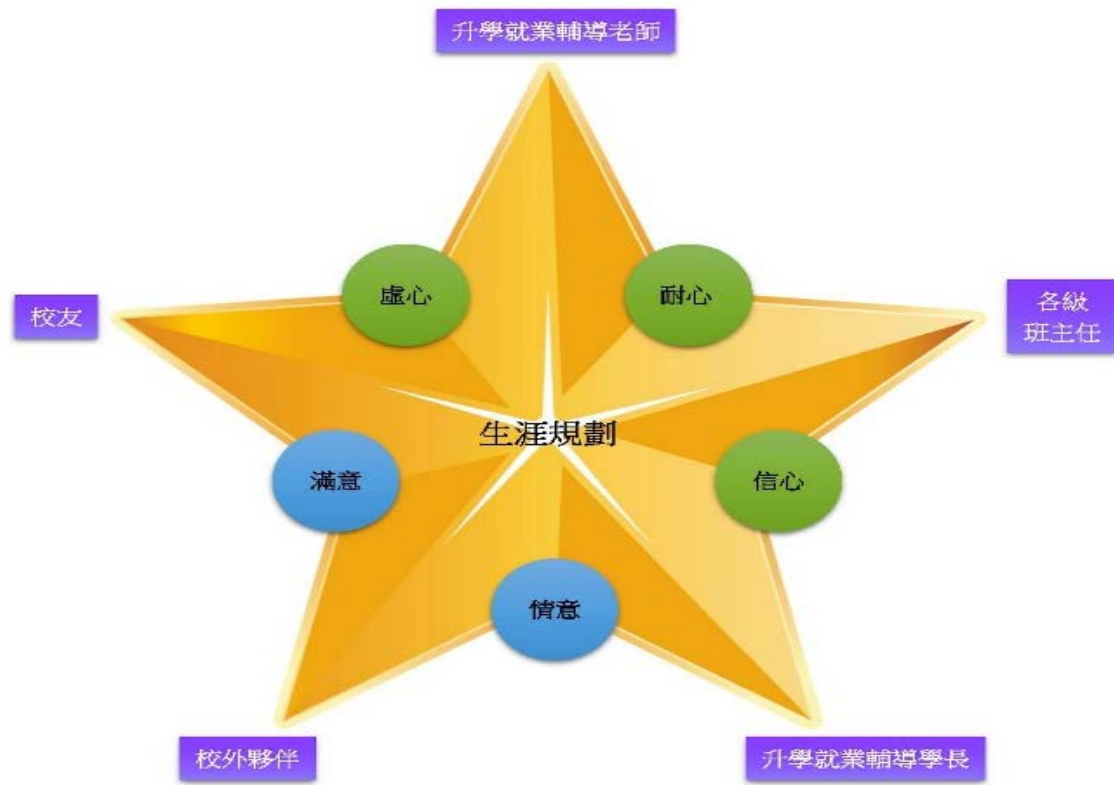 升學就業輔導老師
虛心
耐心
校友
各級
班主任
生涯規劃
滿意
信心
情意
校外夥伴
升學就業輔導學長